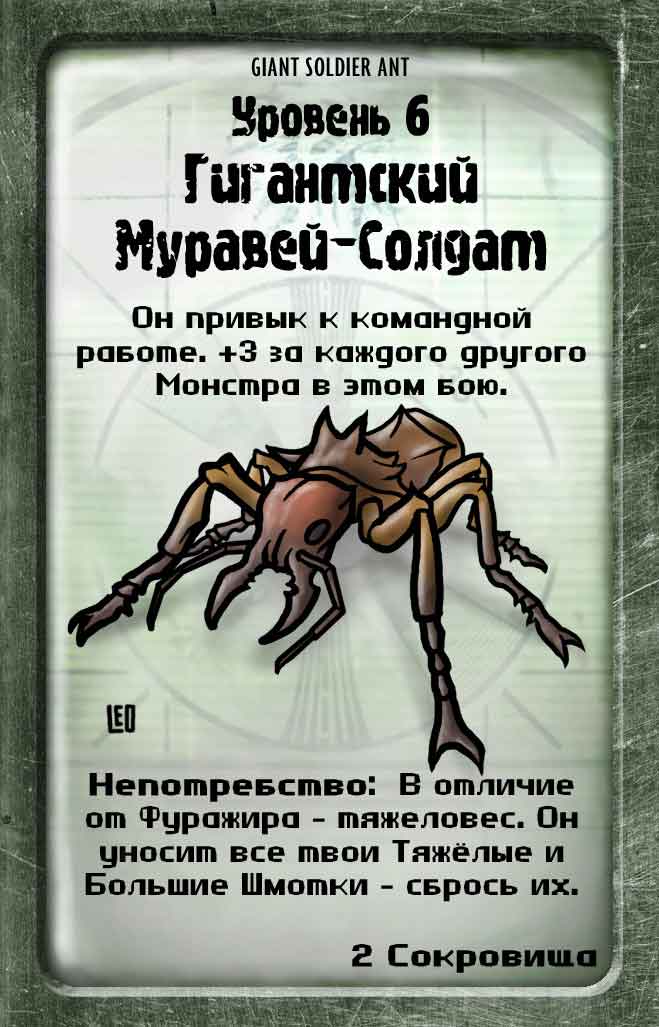 GIANT SOLDIER ANT
Уровень 6
Гигантский
Муравей-Солдат
Он привык к командной
работе. +3 за каждого другого
Монстра в этом бою.
LEO
Непотребство: В отличие
от Фуражира - тяжеловес. Он
уносит все твои Тяжёлые и
Большие Шмотки - сбрось их.
2 Сокровища